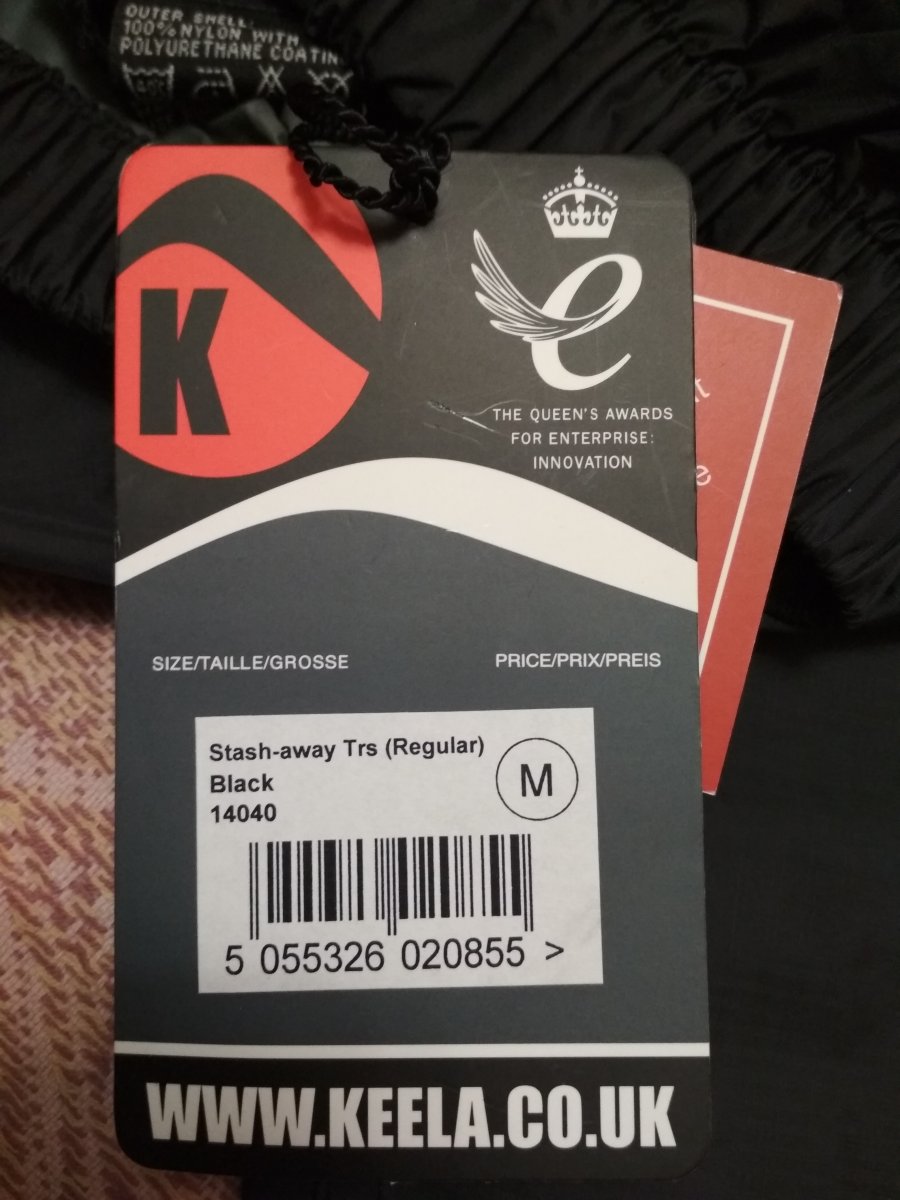 OUTER SHELL:
100% NYLON WITH
POLYURETHANE COATIN
K
e
THE QUEEN'S AWARDS
FOR ENTERPRISE:
INNOVATION
SIZE/TAILLE/GROSSE
PRICE/PRIX/PREIS
Stash-away Trs (Regular)
Black
14040
M
5 055326 020855 >
WWW.KEELA.CO.UK